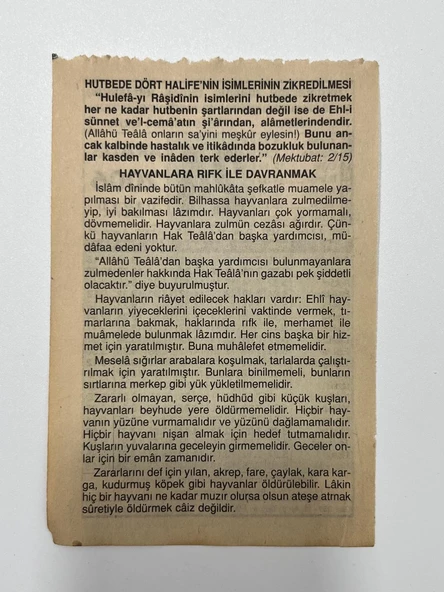 HUTBEDE DÖRT HALİFE'NİN İSİMLERİNİN ZİKREDİLMESİ
"Hulefâ-yı Râşidînin isimlerini hutbede zikretmek
her ne kadar hutbenin şartlarından değil ise de Ehl-i
sünnet ve'l-cemâ'atın şi'ârından, alâmetlerindendir.
(Allâhü Teâlâ onların sa'yini meşkûr eylesin!) Bunu an-
cak kalbinde hastalık ve itikâdında bozukluk bulunan-
lar kasden ve inâden terk ederler." (Mektubat: 2/15)
HAYVANLARA RIFK İLE DAVRANMAK
İslâm dîninde bütün mahlûkâta şefkatle muamele ya-
pılması bir vazifedir. Bilhassa hayvanlara zulmedilme-
yip, iyi bakılması lâzımdır. Hayvanları çok yormamalı,
dövmemelidir. Hayvanlara zulmün cezâsı ağırdır. Çün-
kü hayvanların Hak Teâlâ'dan başka yardımcısı, mü-
dâfaa edeni yoktur.
"Allâhü Teâlâ'dan başka yardımcısı bulunmayanlara
zulmedenler hakkında Hak Teâlâ'nın gazabı pek şiddetli
olacaktır." diye buyurulmuştur.
Hayvanların riâyet edilecek hakları vardır: Ehlî hay-
vanların yiyeceklerini içeceklerini vaktinde vermek, tı-
marlarına bakmak, haklarında rıfk ile, merhamet ile
muâmelede bulunmak lâzımdır. Her cins başka bir hiz-
met için yaratılmıştır. Buna muhâlefet etmemelidir.
Meselâ sığırlar arabalara koşulmak, tarlalarda çalıştı-
rılmak için yaratılmıştır. Bunlara binilmemeli, bunların
sırtlarına merkep gibi yük yükletilmemelidir.
Zararlı olmayan, serçe, hüdhüd gibi küçük kuşları,
hayvanları beyhude yere öldürmemelidir. Hiçbir hay-
vanın yüzüne vurmamalıdır ve yüzünü dağlamamalıdır.
Hiçbir hayvanı nişan almak için hedef tutmamalıdır.
Kuşların yuvalarına geceleyin girmemelidir. Geceler on-
lar için bir emân zamanıdır.
Zararlarını def için yılan, akrep, fare, çaylak, kara kar-
ga, kudurmuş köpek gibi hayvanlar öldürülebilir. Lâkin
hiç bir hayvanı ne kadar muzır olursa olsun ateşe atmak
sûretiyle öldürmek câiz değildir.